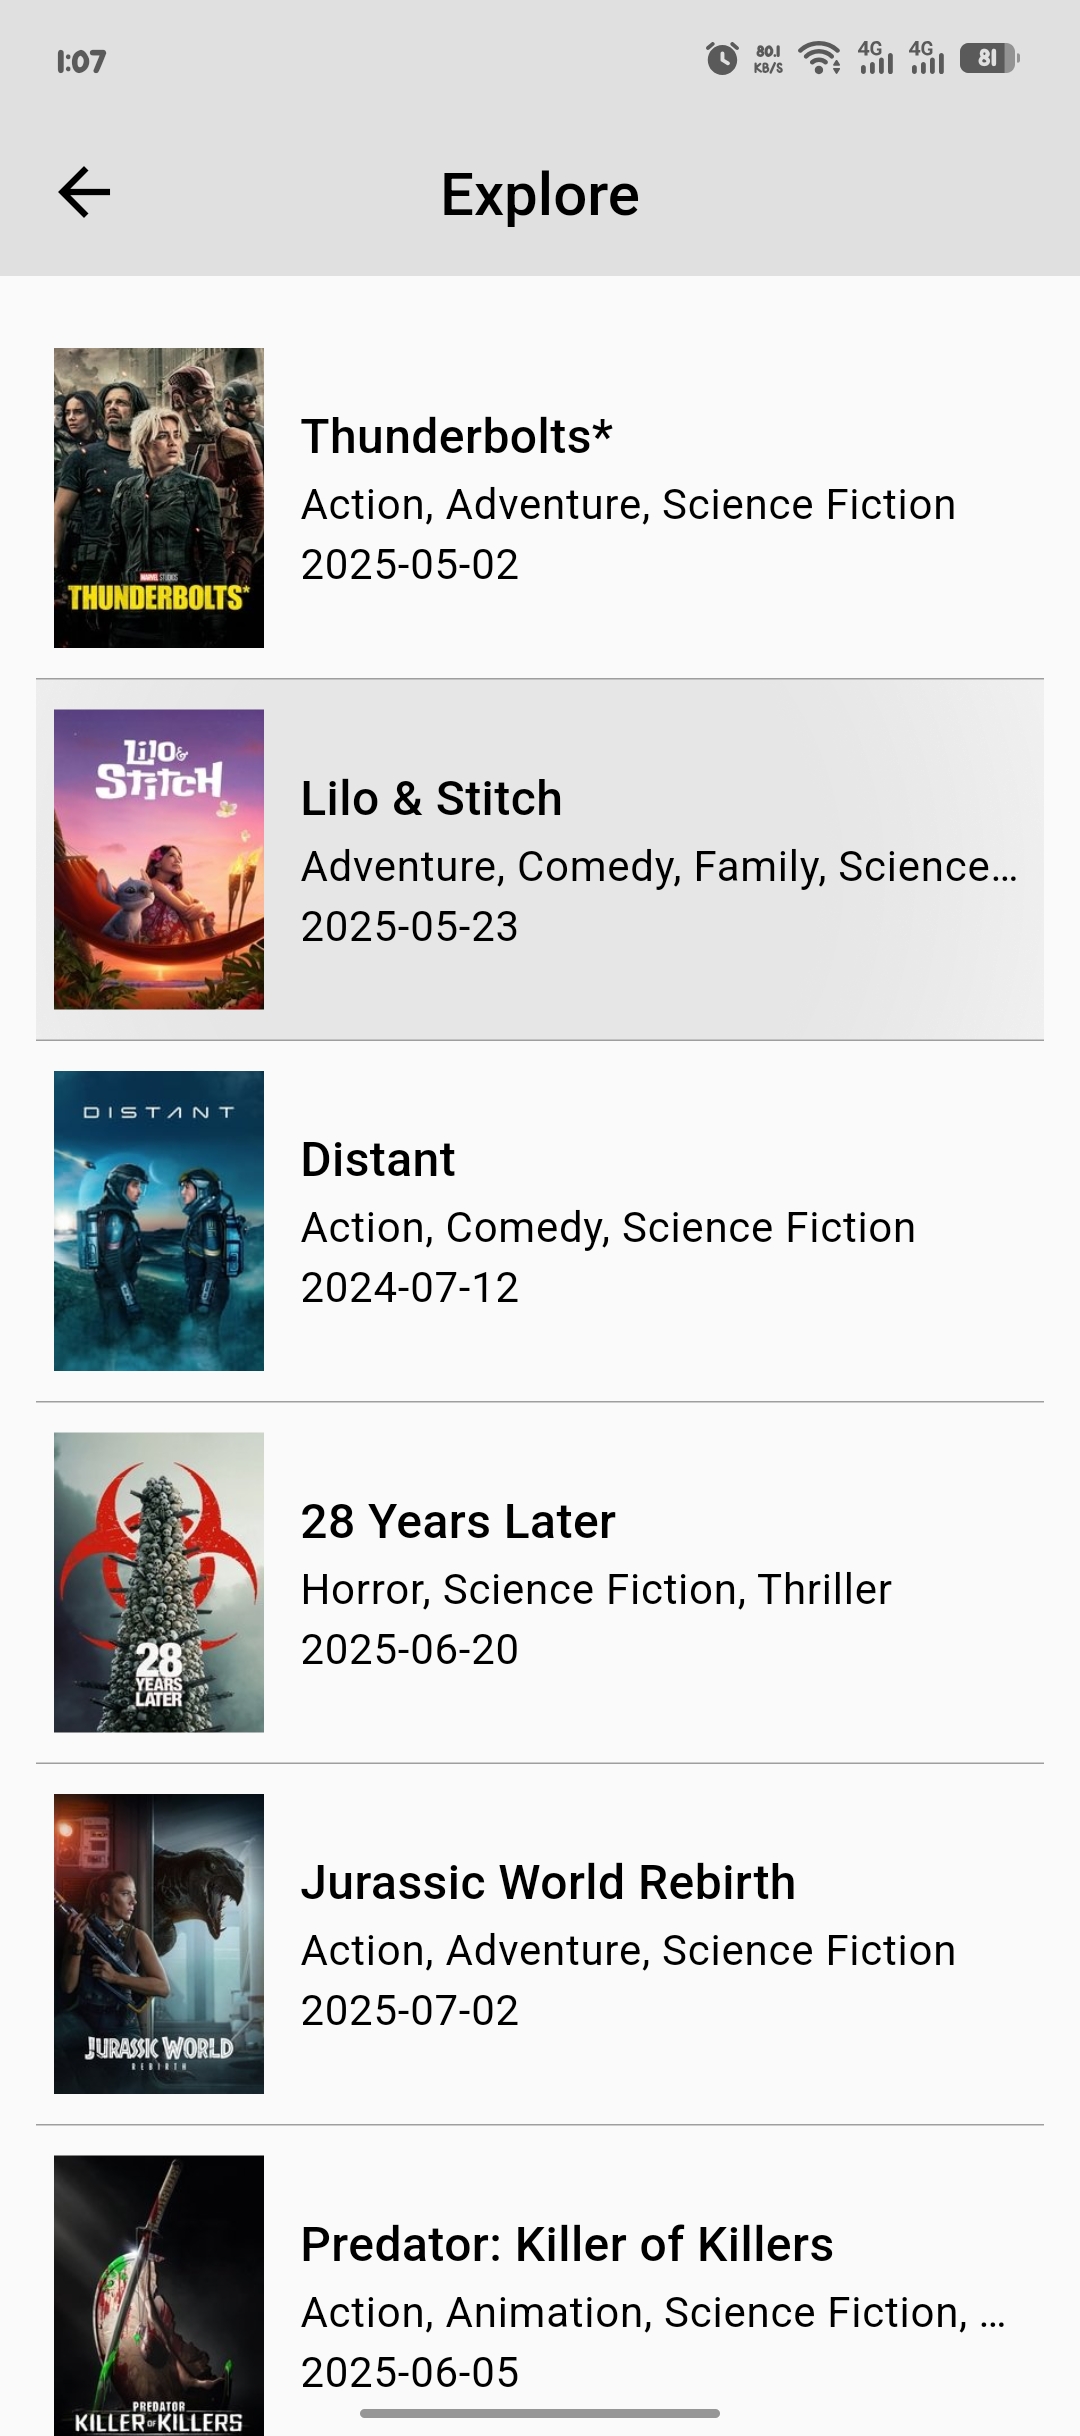 1:07
80.1
KB/S
4G
4G
81
Explore
MARVEL STUDIOS
THUNDERBOLTS*
Thunderbolts*
Action, Adventure, Science Fiction
2025-05-02
Lilo &
Stitch
Lilo & Stitch
Adventure, Comedy, Family, Science...
2025-05-23
DISTANT
Distant
Action, Comedy, Science Fiction
2024-07-12
28
YEARS
LATER
28 Years Later
Horror, Science Fiction, Thriller
2025-06-20
JURASSIC WORLD
REBIRTH
Jurassic World Rebirth
Action, Adventure, Science Fiction
2025-07-02
PREDATOR
KILLER OF KILLERS
Predator: Killer of Killers
Action, Animation, Science Fiction, ...
2025-06-05